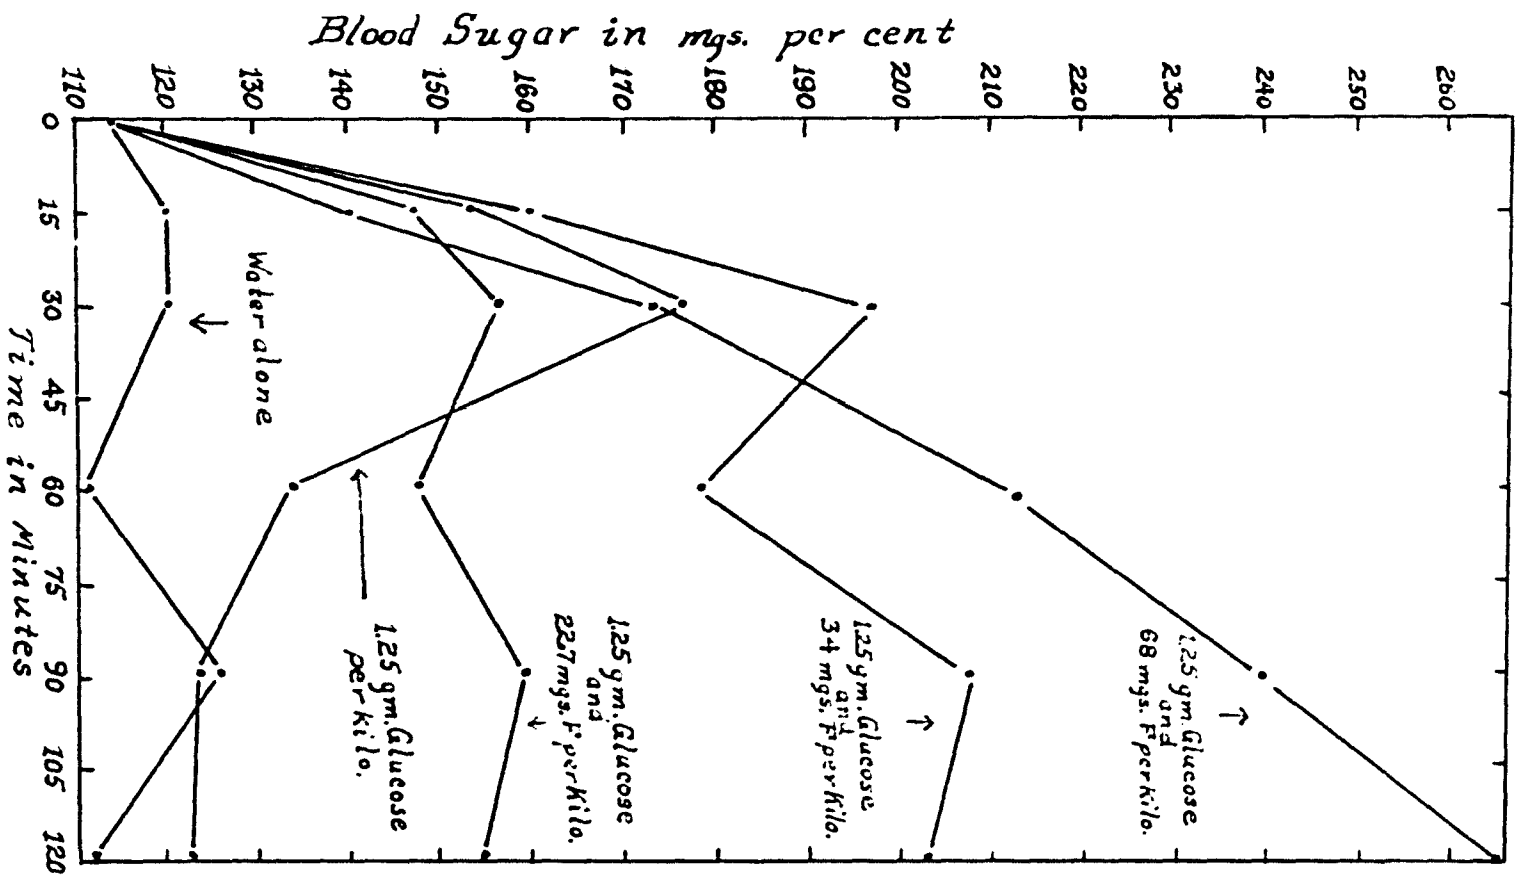 Blood Sugar in mgs. per cent
110 120 130 140 150 160 170 180 190 200 210 220 230 240 250 260
0
15
30
45
60
75
90
105
120
Time in Minutes
Water alone
1.25 gm. Glucose
per kilo.
1.25 gm. Glucose
and
22.7 mgs. F per Kilo.
1.25 gm. Glucose
and
34 mgs. F per Kilo.
1.25 gm. Glucose
and
68 mgs. F per Kilo.